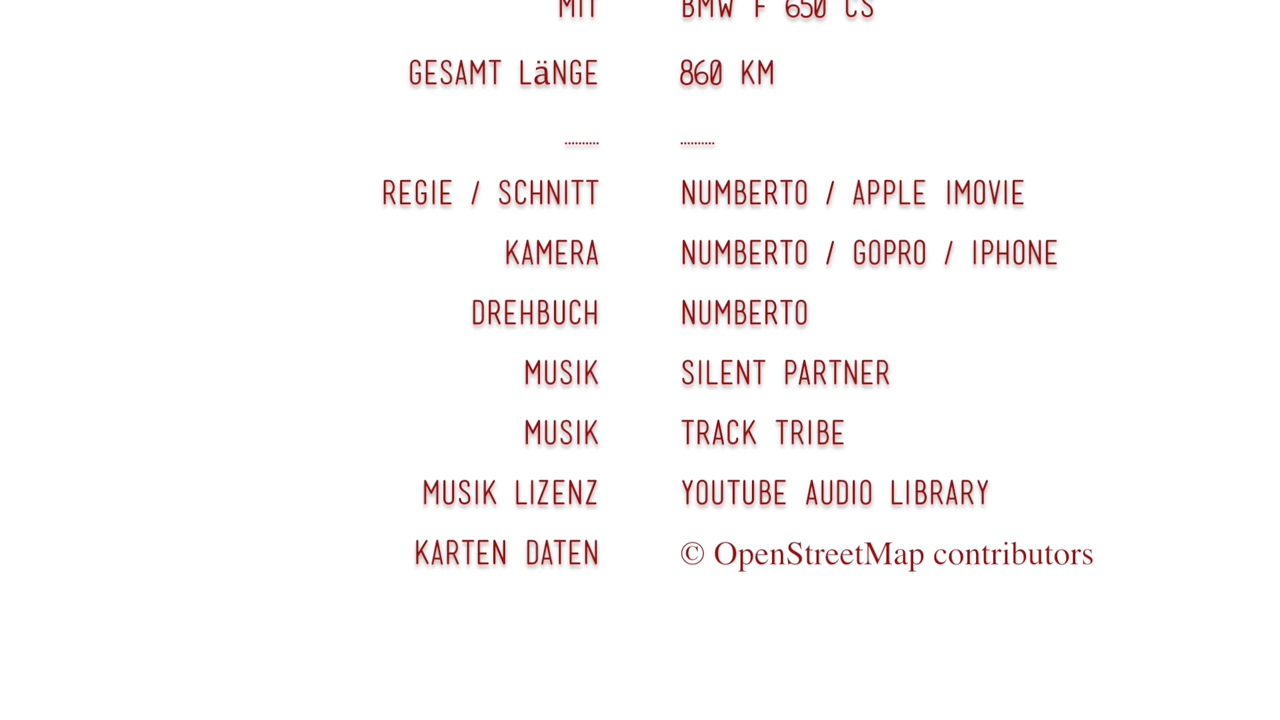 MIT BMW F 650 CS
GESAMT LäNGE 860 KM
.......... ..........
REGIE / SCHNITT NUMBERTO / APPLE IMOVIE
KAMERA NUMBERTO / GOPRO / IPHONE
DREHBUCH NUMBERTO
MUSIK SILENT PARTNER
MUSIK TRACK TRIBE
MUSIK LIZENZ YOUTUBE AUDIO LIBRARY
KARTEN DATEN © OpenStreetMap contributors